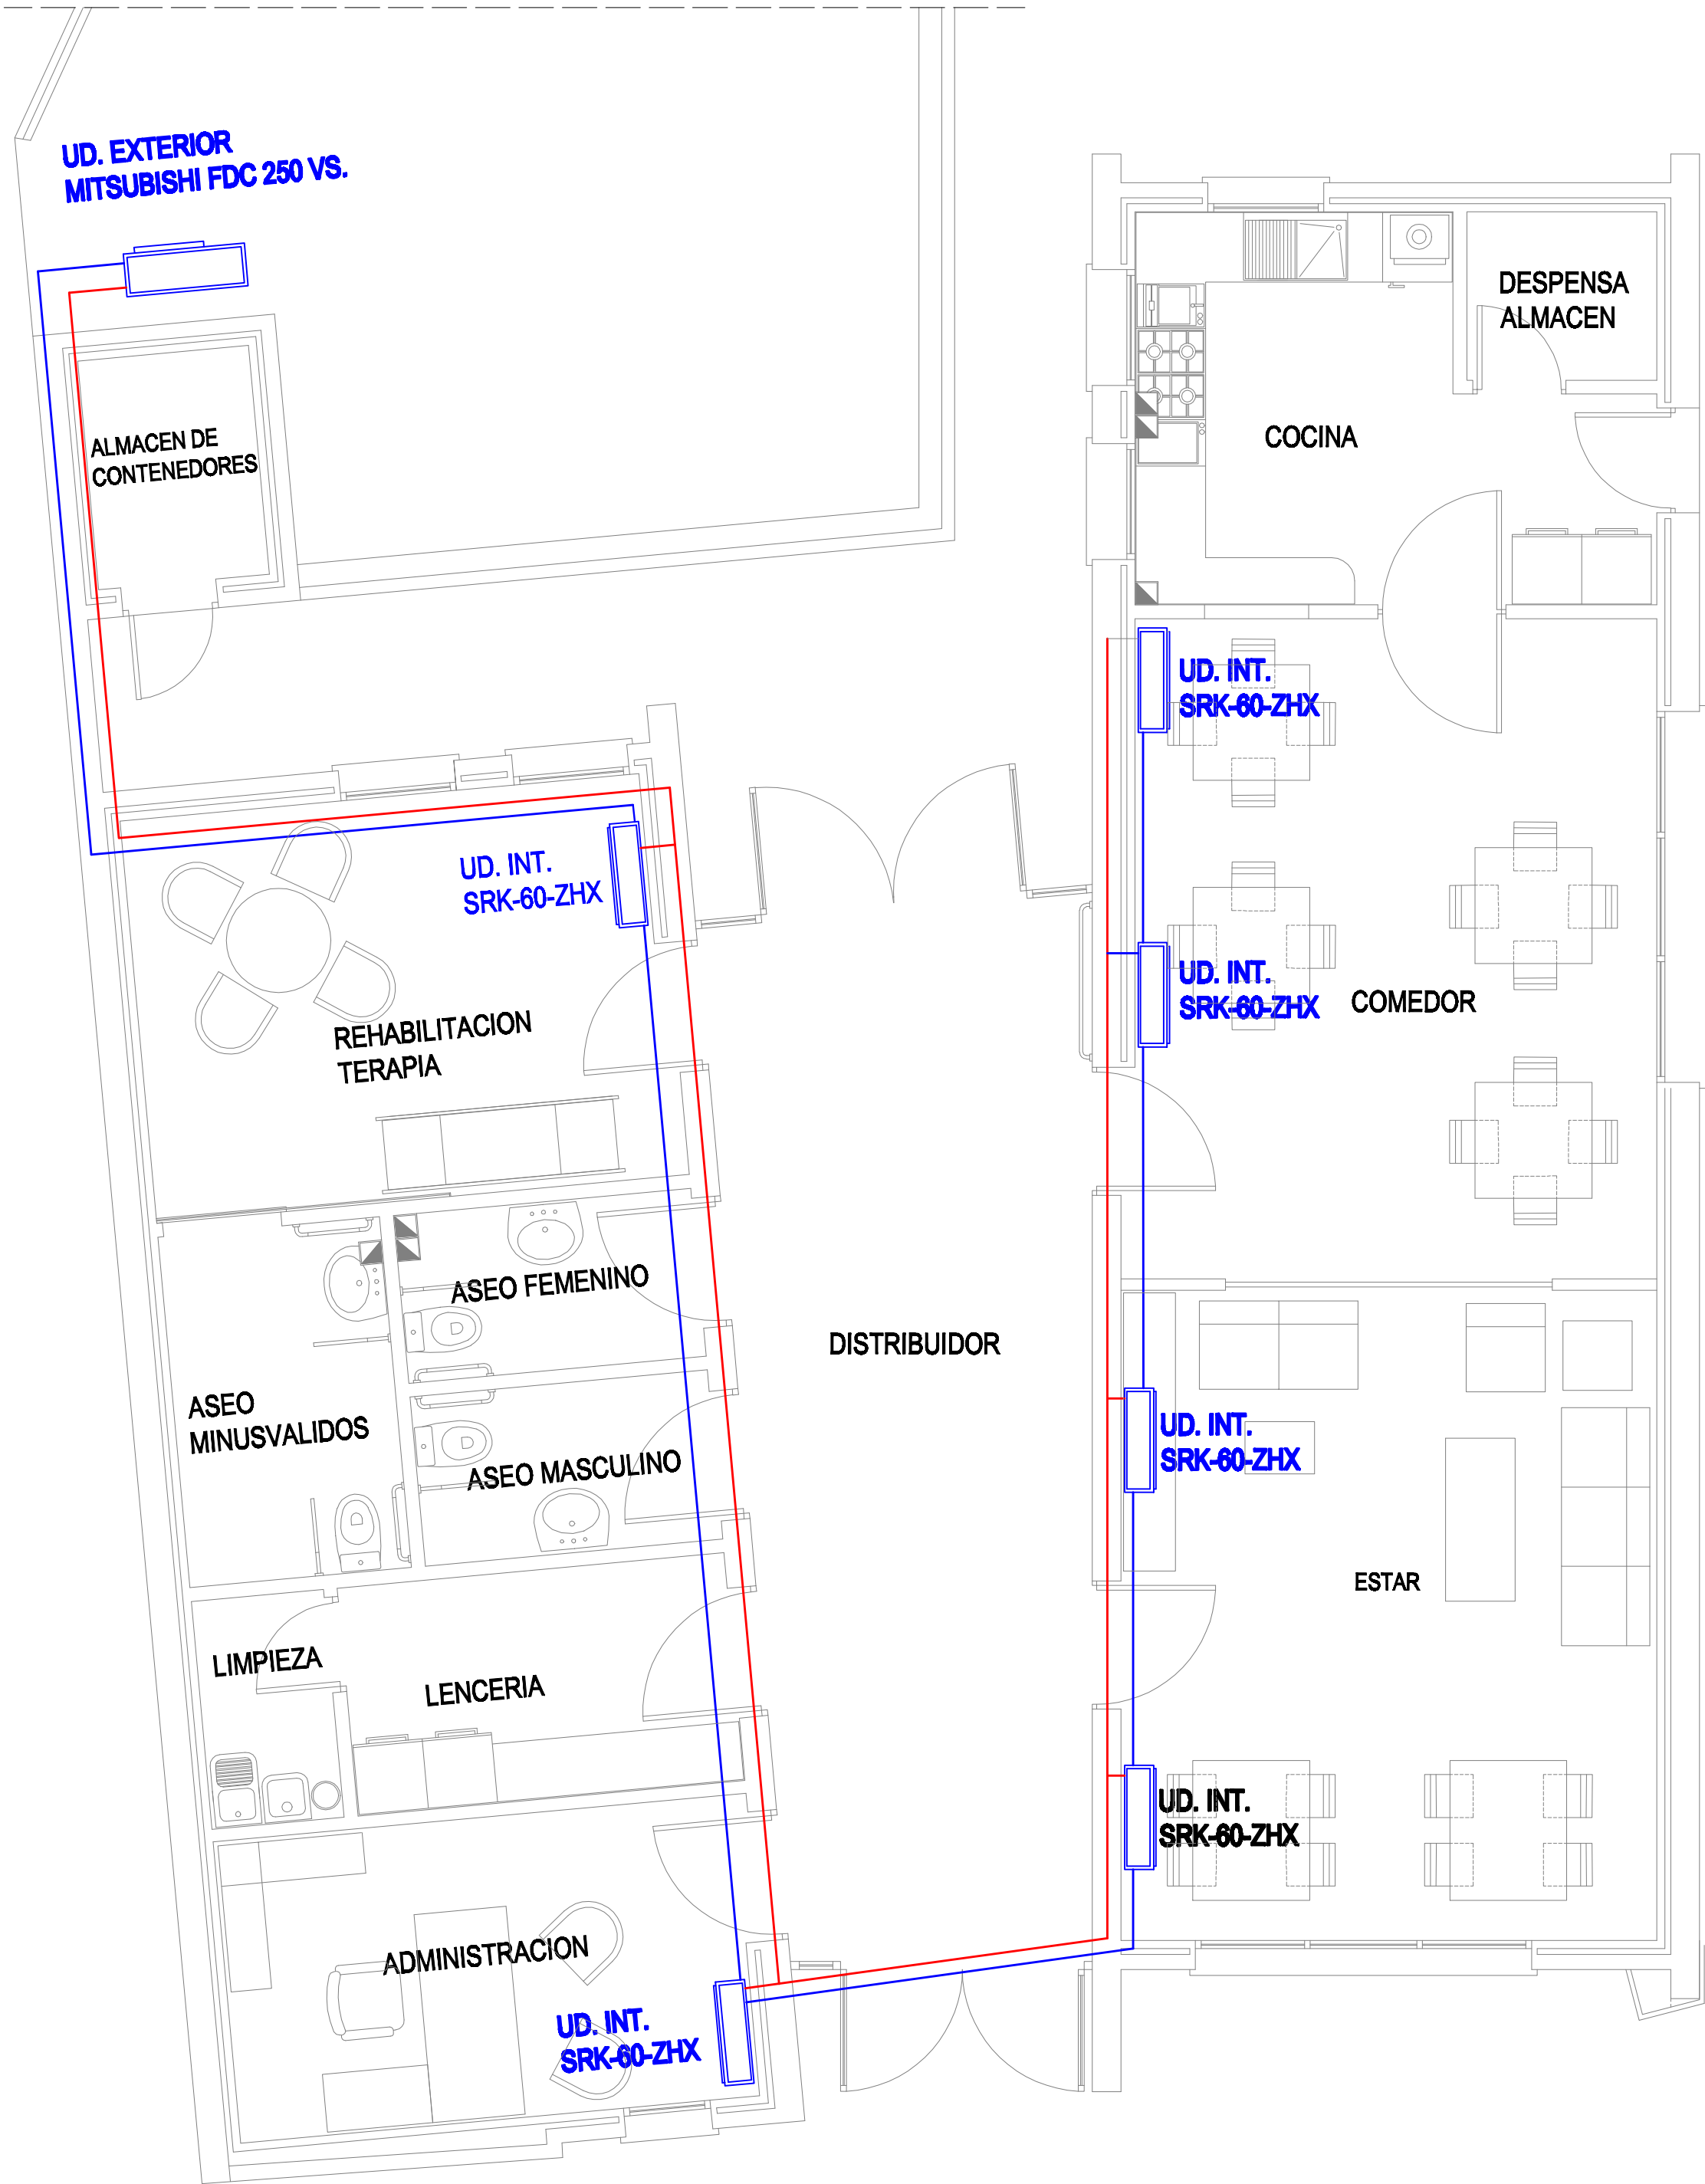 UD. EXTERIOR
MITSUBISHI FDC 250 VS.
DESPENSA
ALMACEN
ALMACEN DE
CONTENEDORES
COCINA
UD. INT.
SRK-60-ZHX
UD. INT.
SRK-60-ZHX
UD. INT.
SRK-60-ZHX
COMEDOR
REHABILITACION
TERAPIA
ASEO FEMENINO
DISTRIBUIDOR
ASEO
MINUSVALIDOS
UD. INT.
SRK-60-ZHX
ASEO MASCULINO
ESTAR
LIMPIEZA
LENCERIA
UD. INT.
SRK-60-ZHX
ADMINISTRACION
UD. INT.
SRK-60-ZHX